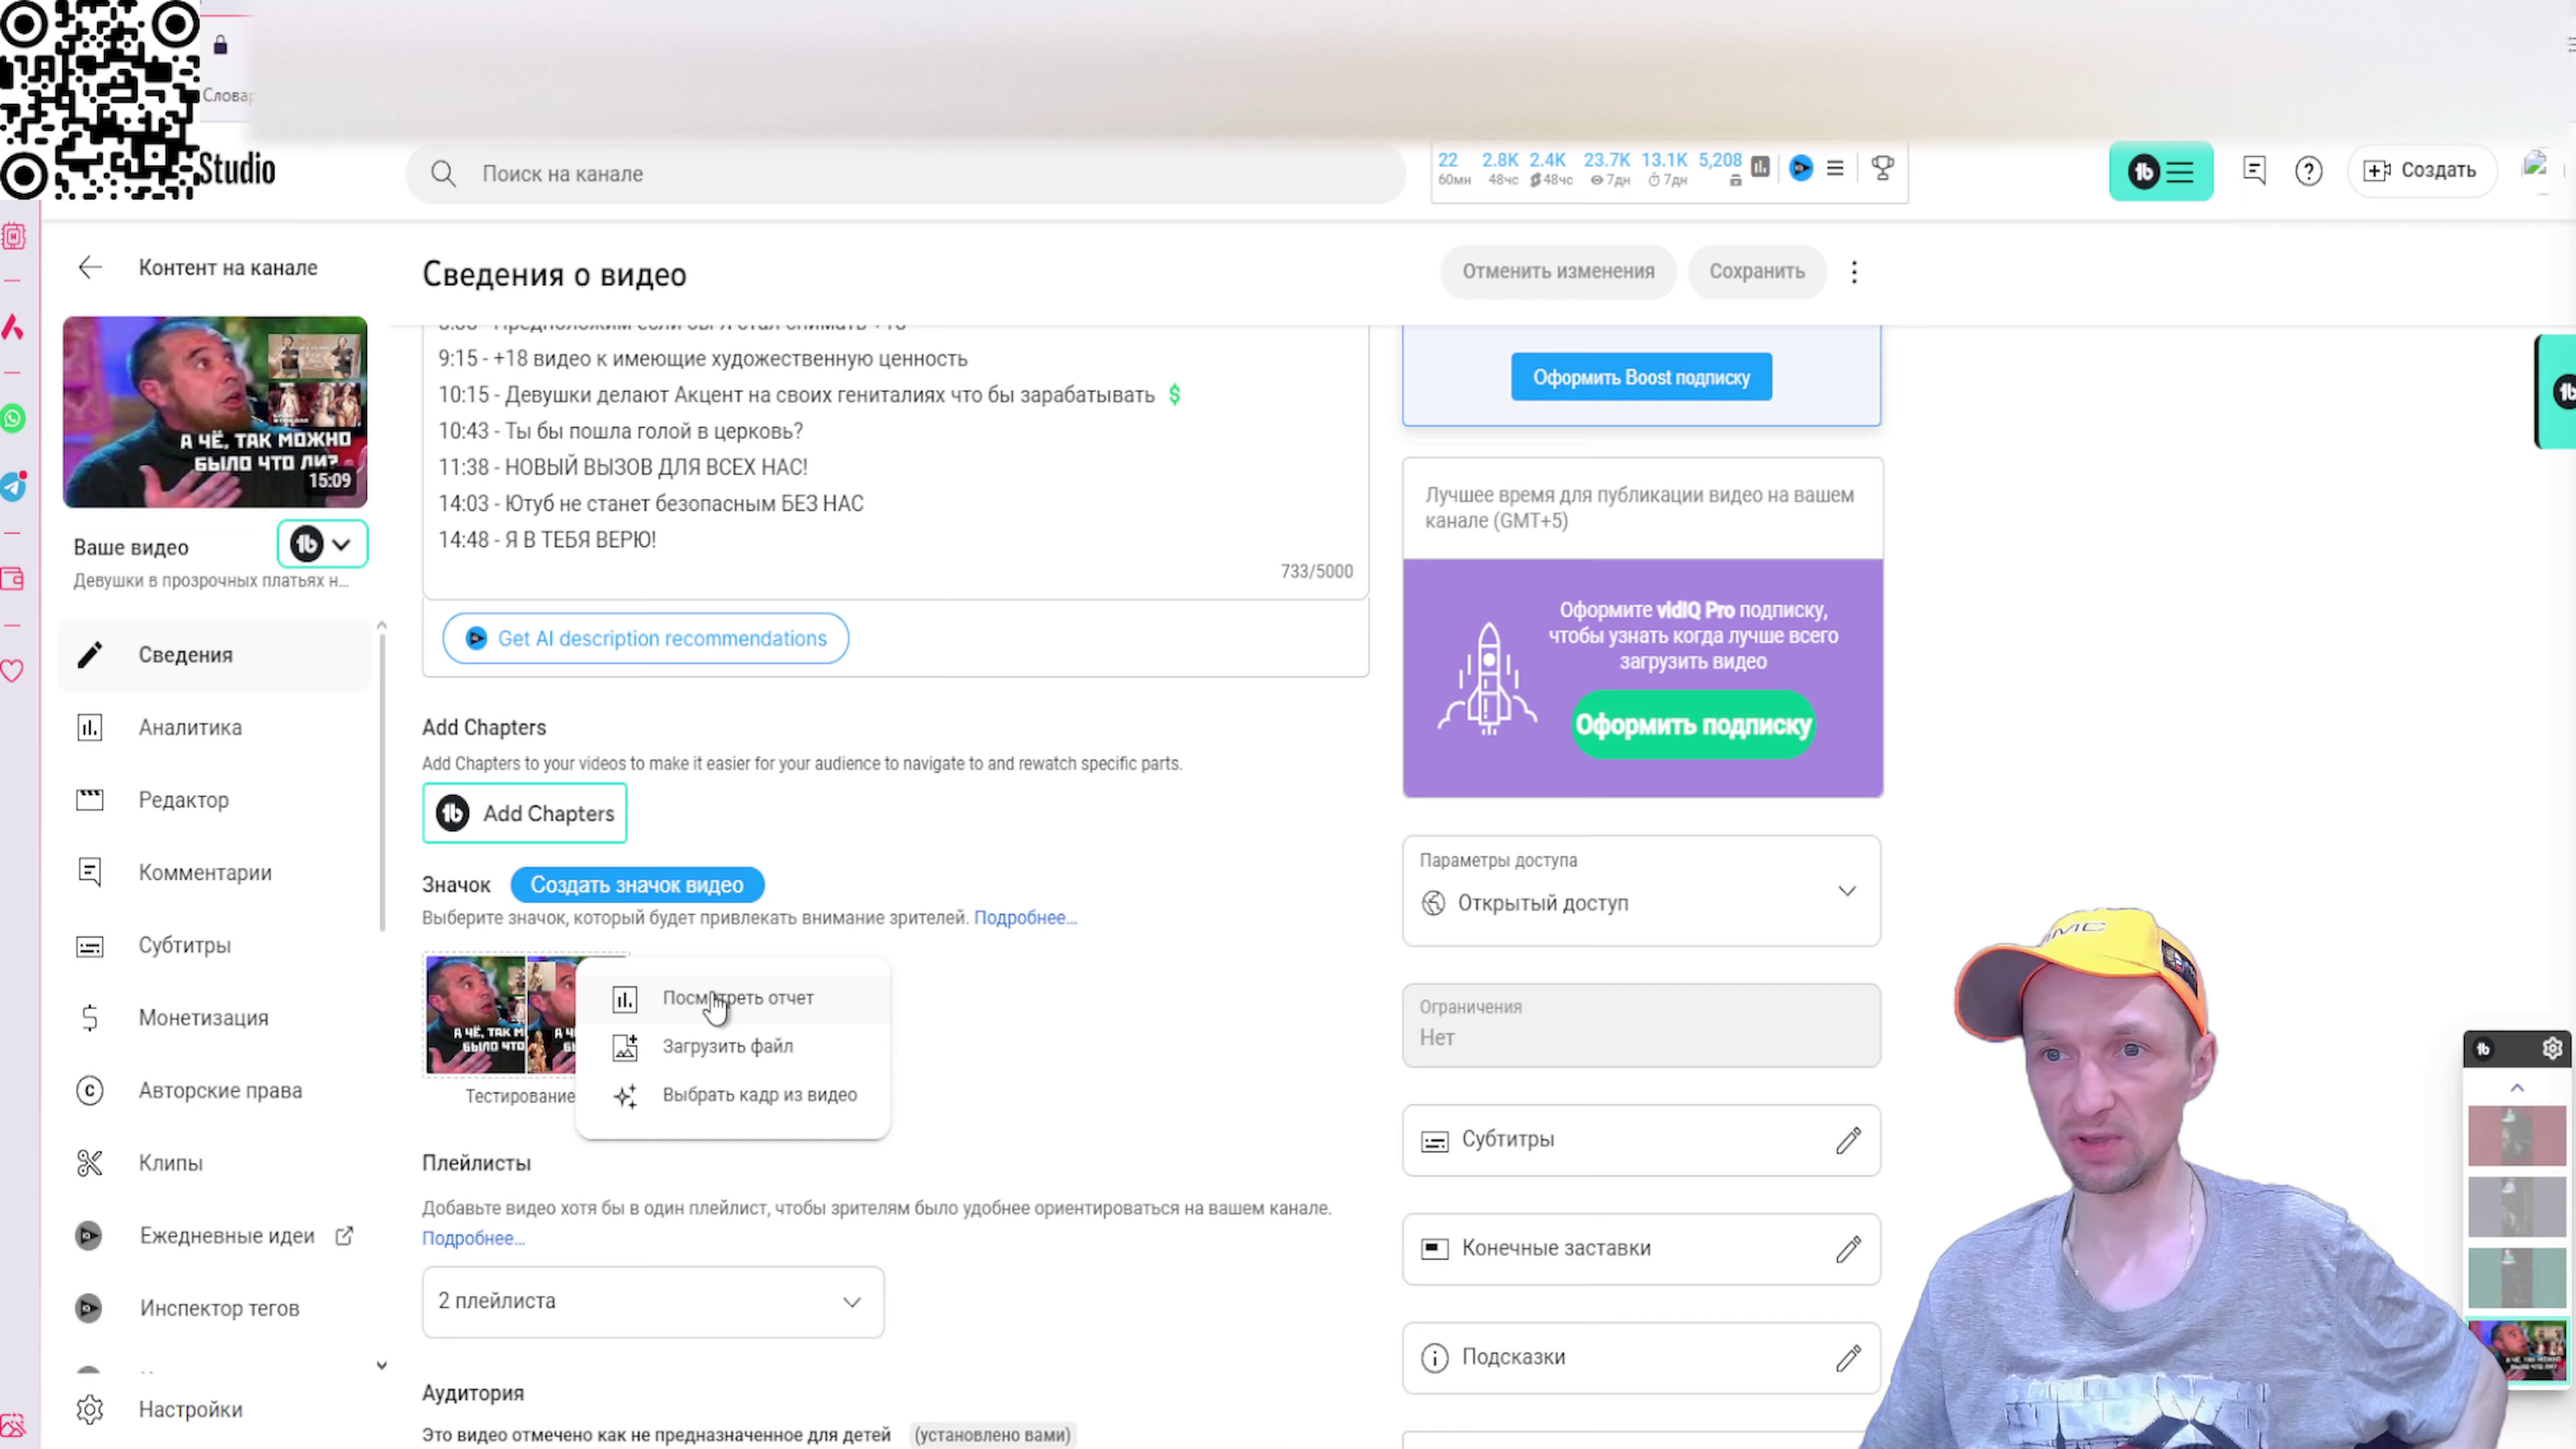 Словар
Studio
Поиск на канале
22 2.8K 2.4K 23.7K 13.1K 5,208
60мн 48чс 48чс 7дн 7дн
Создать
Контент на канале
Сведения о видео
Отменить изменения
Сохранить
А ЧЁ, ТАК МОЖНО
БЫЛО ЧТО ЛИ?
15:09
Ваше видео
Девушки в прозрачных платьях н...
Сведения
Аналитика
Редактор
Комментарии
Субтитры
Монетизация
Авторские права
Клипы
Ежедневные идеи
Инспектор тегов
Настройки
9:15 - +18 видео к имеющие художественную ценность
10:15 - Девушки делают Акцент на своих гениталиях что бы зарабатывать $
10:43 - Ты бы пошла голой в церковь?
11:38 - НОВЫЙ ВЫЗОВ ДЛЯ ВСЕХ НАС!
14:03 - Ютуб не станет безопасным БЕЗ НАС
14:48 - Я В ТЕБЯ ВЕРЮ!
733/5000
Get AI description recommendations
Add Chapters
Add Chapters to your videos to make it easier for your audience to navigate to and rewatch specific parts.
Add Chapters
Значок
Создать значок видео
Выберите значок, который будет привлекать внимание зрителей. Подробнее...
А ЧЁ, ТАК М
БЫЛО ЧТО
Тестирование
Посмотреть отчет
Загрузить файл
Выбрать кадр из видео
Плейлисты
Добавьте видео хотя бы в один плейлист, чтобы зрителям было удобнее ориентироваться на вашем канале.
Подробнее...
2 плейлиста
Аудитория
Это видео отмечено как не предназначенное для детей (установлено вами)
Оформить Boost подписку
Лучшее время для публикации видео на вашем
канале (GMT+5)
Оформите vidIQ Pro подписку,
чтобы узнать когда лучше всего
загрузить видео
Оформить подписку
Параметры доступа
Открытый доступ
Ограничения
Нет
Субтитры
Конечные заставки
Подсказки